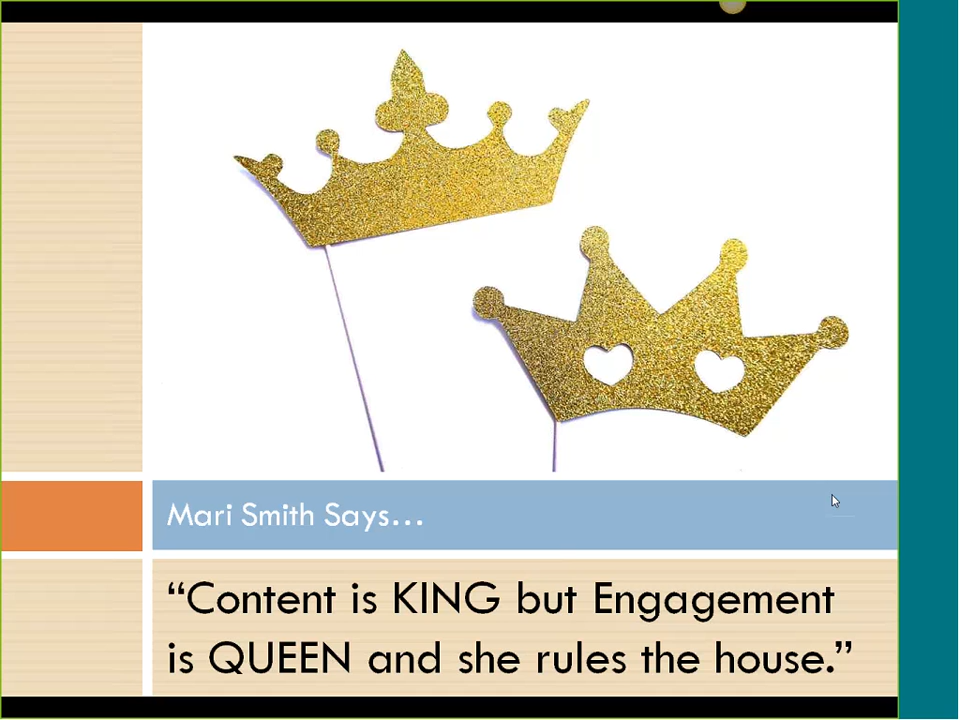 Mari Smith Says…
“Content is KING but Engagement
is QUEEN and she rules the house.”